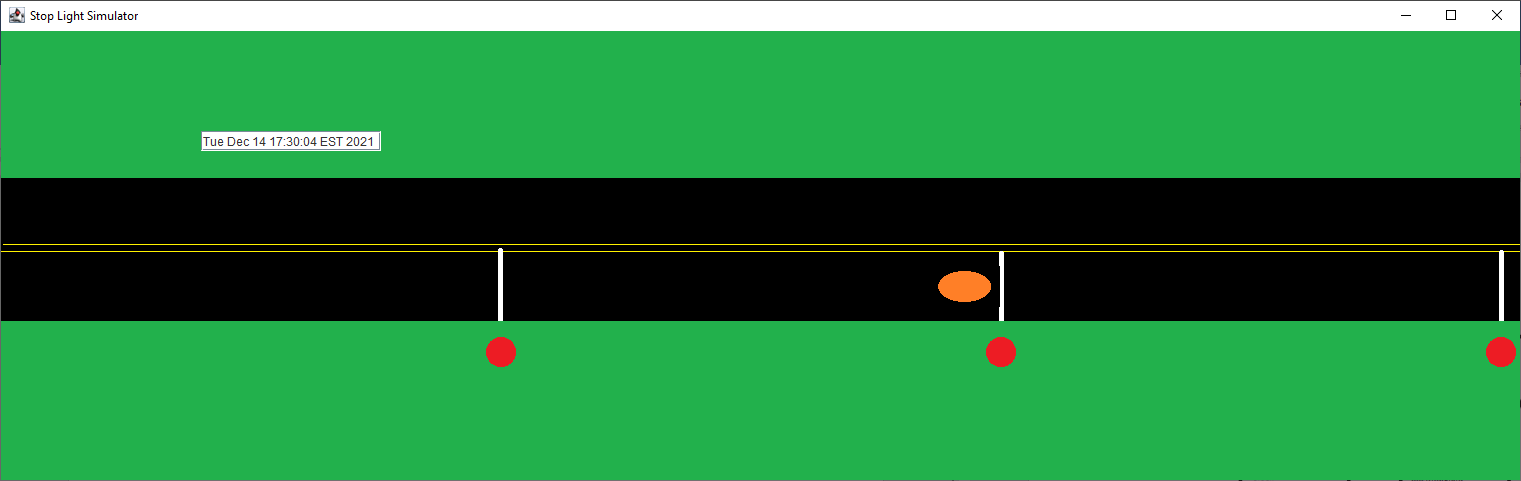 Stop Light Simulator
Tue Dec 14 17:30:04 EST 2021